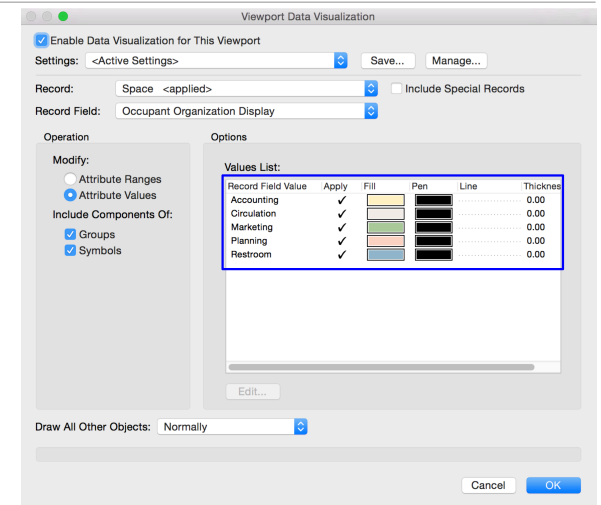 Viewport Data Visualization
Enable Data Visualization for This Viewport
Settings: <Active Settings> Save... Manage...
Record: Space <applied> Include Special Records
Record Field: Occupant Organization Display
Operation Options
Modify:
Attribute Ranges
Attribute Values
Include Components Of:
Groups
Symbols
Values List:
Record Field Value Apply Fill Pen Line Thicknes
Accounting ✓ 0.00
Circulation ✓ 0.00
Marketing ✓ 0.00
Planning ✓ 0.00
Restroom ✓ 0.00
Edit...
Draw All Other Objects: Normally
Cancel OK